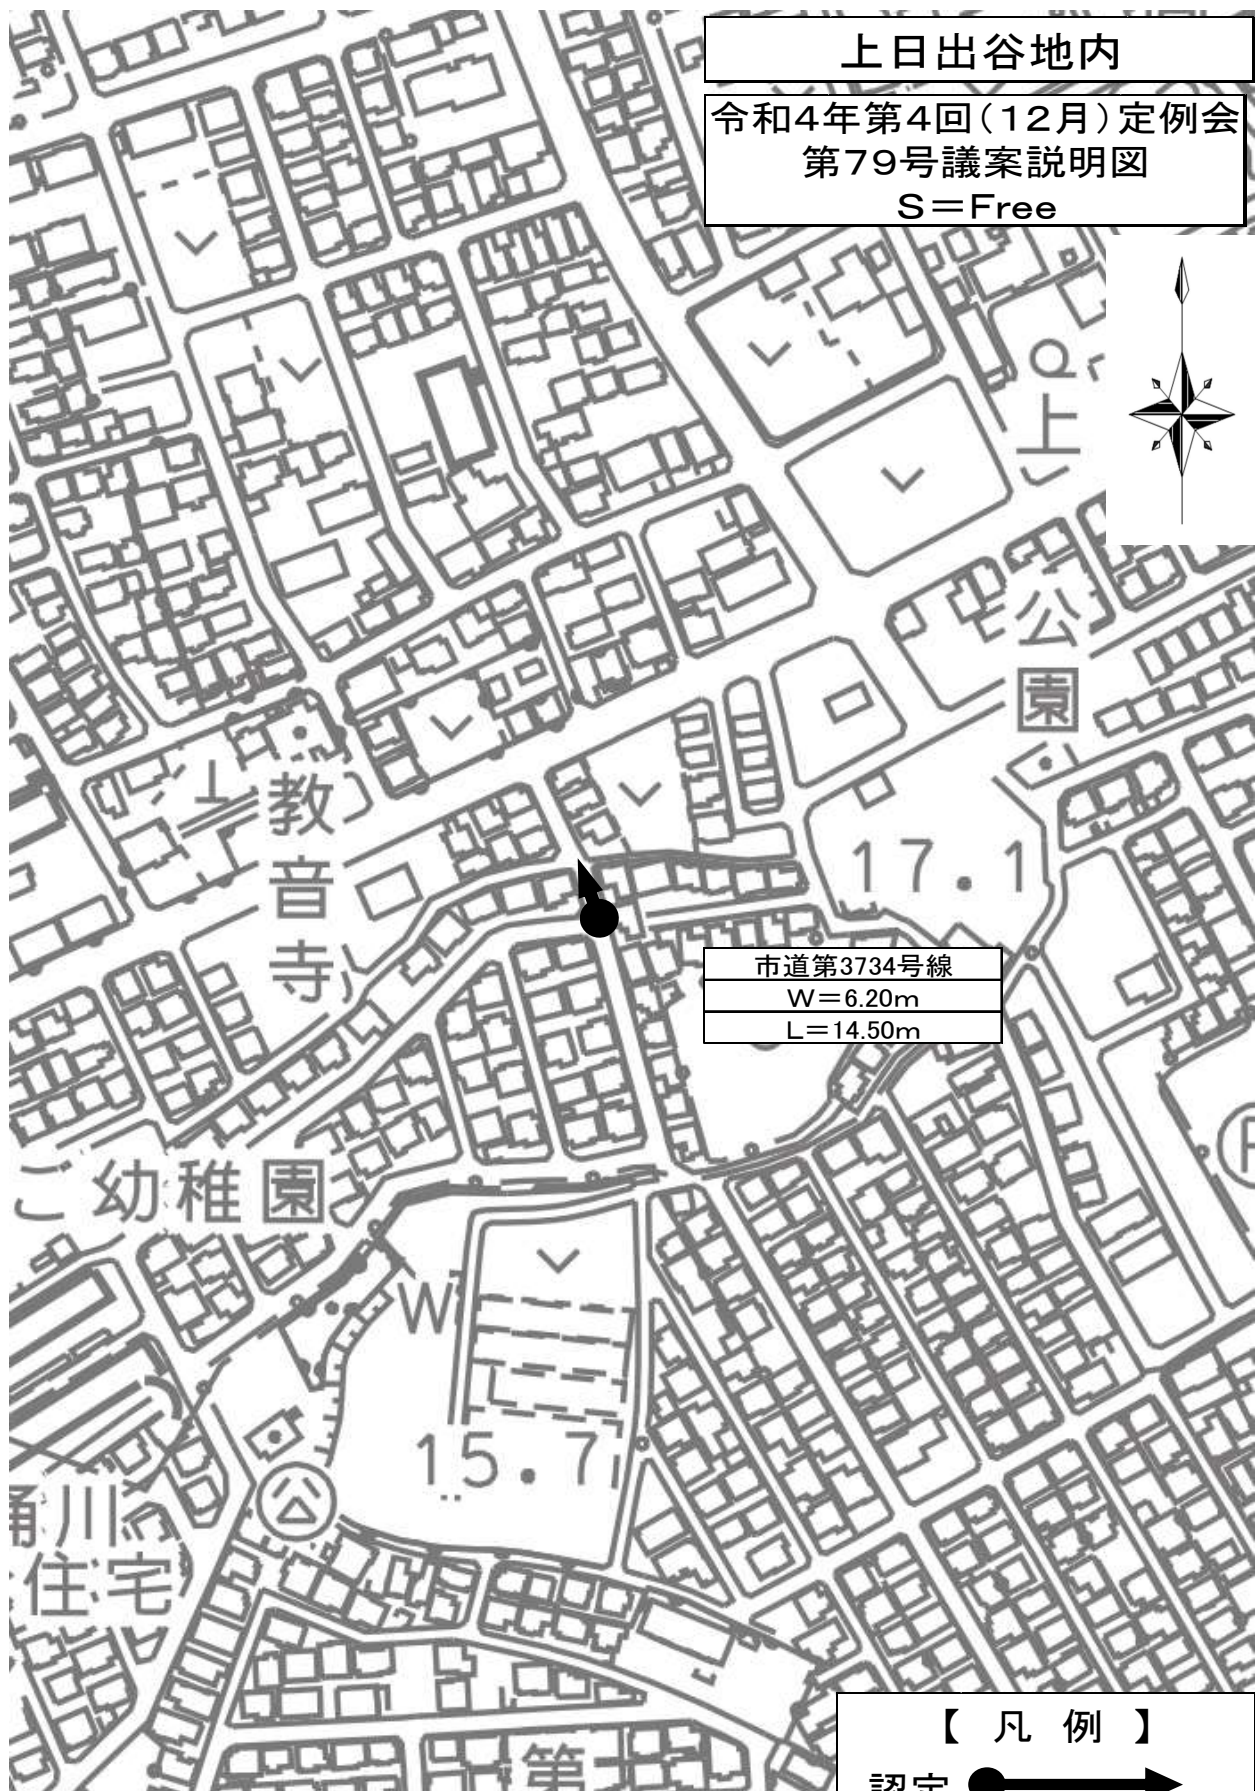 上日出谷地内
令和4年第4回(12月)定例会
第79号議案説明図
S=Free
上
公
園
教
音
寺
17.1
市道第3734号線
W=6.20m
L=14.50m
ご幼稚園
W
15.7
公
桶川
住宅
第
【 凡 例 】
認定